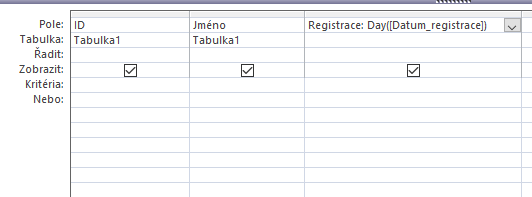 Pole: ID Jméno Registrace: Day([Datum_registrace])
Tabulka: Tabulka1 Tabulka1
Řadit:
Zobrazit:
Kritéria:
Nebo: